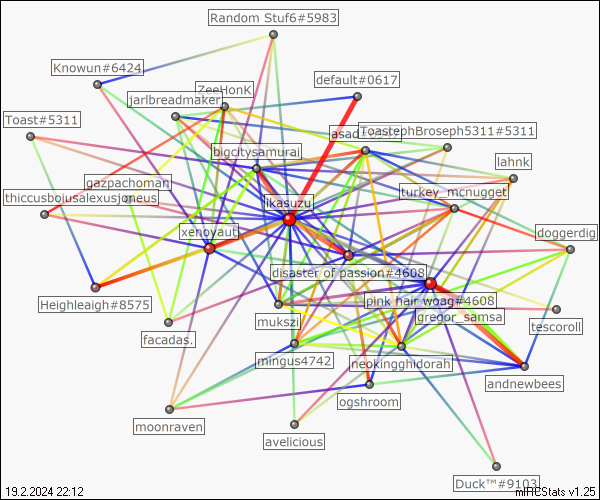 Random Stuf6#5983
Knowun#6424
default#0617
ZeeHonK
jarlbreadmaker
Toast#5311
ToastephBroseph5311#5311
bigcitysamurai
lahnk
gazpachoman
turkey_mcnugget
thiccusbojusalexusjoneus
likasuzu
xenoyaut
doggerdig
disaster of passion#4608
pink hair woag#4608
Heighleaigh#8575
gregor_samsa
mukszi
tescoroll
facadas.
mingus4742
neokingghidorah
andnewbees
ogshroom
moonraven
avelicious
Duck™#9103
19.2.2024 22:12
mIRCStats v1.25